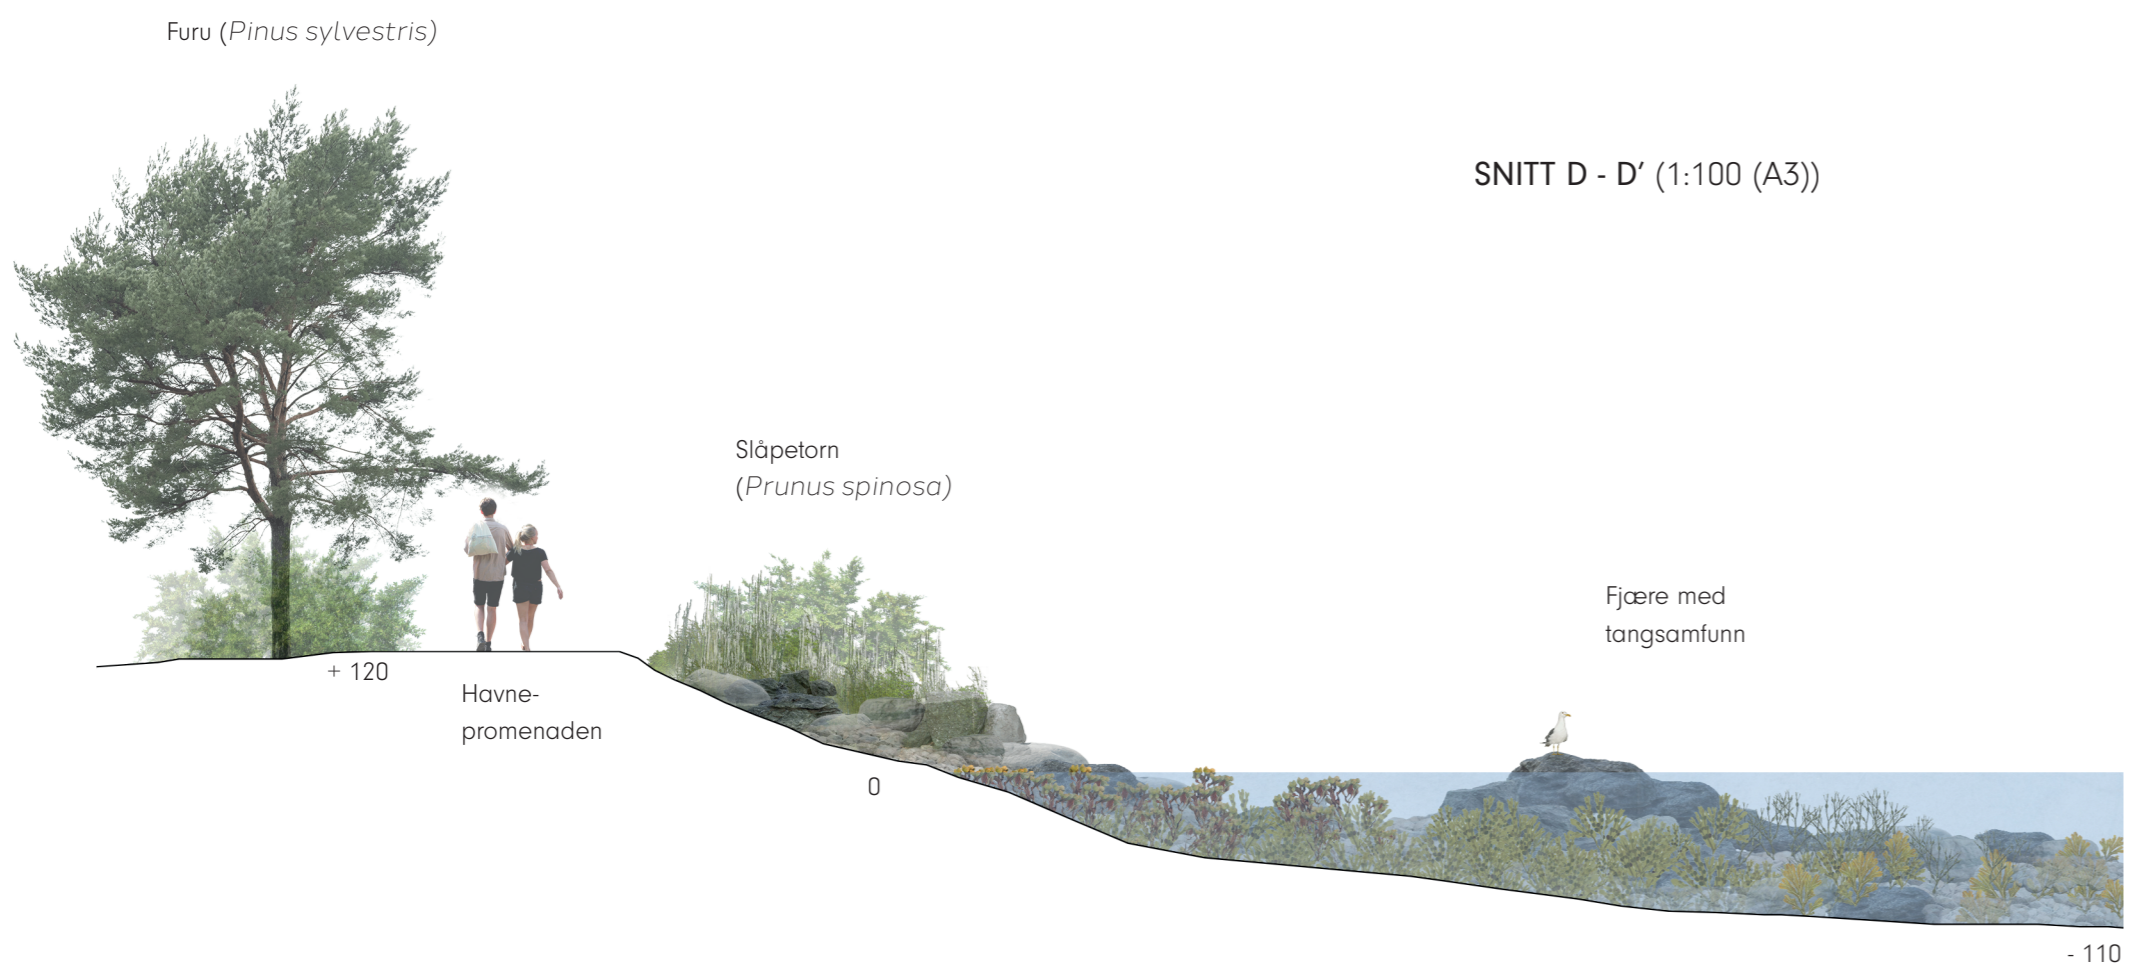 Furu (Pinus sylvestris)
SNITT D - D’ (1:100 (A3))
Slåpetorn
(Prunus spinosa)
Fjære med
tangsamfunn
+ 120
Havne-
promenaden
0
- 110